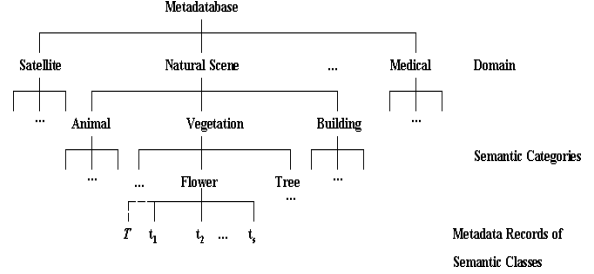 Metadatabase
Satellite Natural Scene ... Medical Domain
... ...
Animal Vegetation Building
Semantic Categories
... ... Flower Tree ...
...
T t1 t2 ... ts
Metadata Records of
Semantic Classes